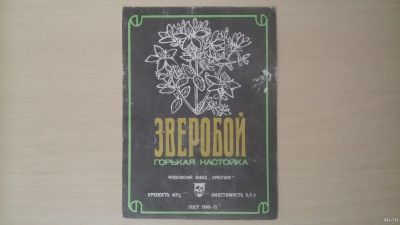 ЗВЕРОБОЙ
ГОРЬКАЯ НАСТОЙКА
МОСКОВСКИЙ ЗАВОД „КРИСТАЛЛ"
КРЕПОСТЬ 40% ВМЕСТИМОСТЬ 0,5 л
ГОСТ 7190-71